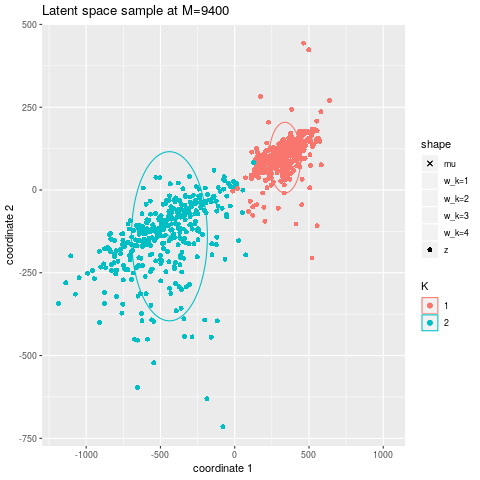 Latent space sample at M=9400
500
250
0
-250
-500
-750
coordinate 2
-1000
-500
0
500
1000
coordinate 1
shape
mu
w_k=1
w_k=2
w_k=3
w_k=4
z
K
1
2